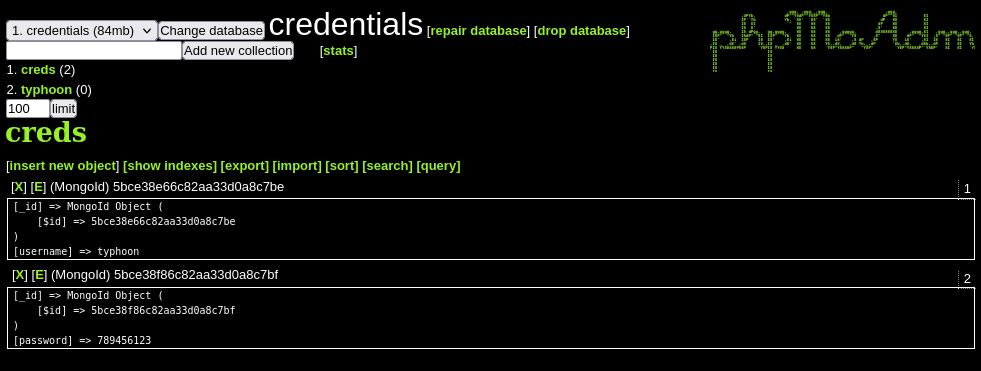 1. credentials (84mb) Change database credentials [repair database] [drop database]
Add new collection [stats]
phpMoAdm
1. creds (2)
2. typhoon (0)
100 limit
creds
[insert new object] [show indexes] [export] [import] [sort] [search] [query]
[X] [E] (MongoId) 5bce38e66c82aa33d0a8c7be 1
[_id] => MongoId Object (
[$id] => 5bce38e66c82aa33d0a8c7be
)
[username] => typhoon
[X] [E] (MongoId) 5bce38f86c82aa33d0a8c7bf 2
[_id] => MongoId Object (
[$id] => 5bce38f86c82aa33d0a8c7bf
)
[password] => 789456123